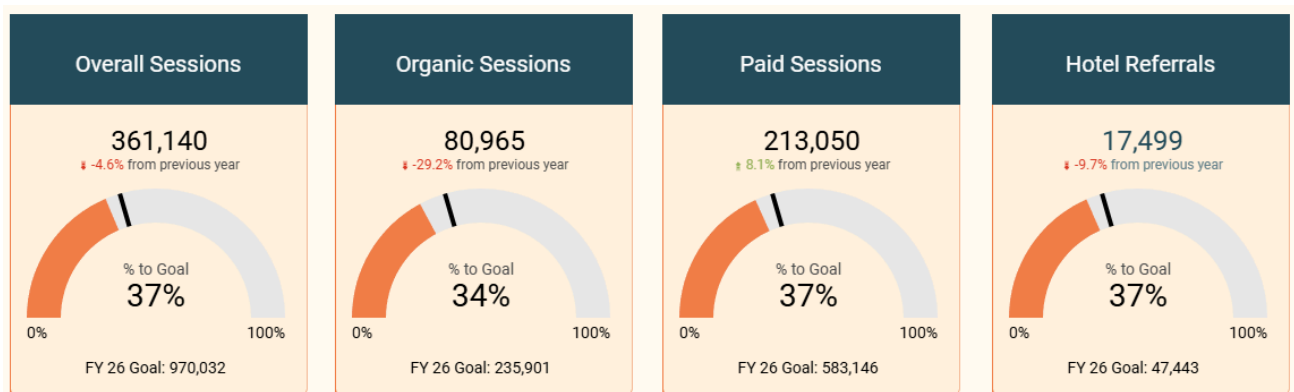 Overall Sessions
361,140
-4.6% from previous year
% to Goal
37%
0% 100%
FY 26 Goal: 970,032
Organic Sessions
80,965
-29.2% from previous year
% to Goal
34%
0% 100%
FY 26 Goal: 235,901
Paid Sessions
213,050
8.1% from previous year
% to Goal
37%
0% 100%
FY 26 Goal: 583,146
Hotel Referrals
17,499
-9.7% from previous year
% to Goal
37%
0% 100%
FY 26 Goal: 47,443